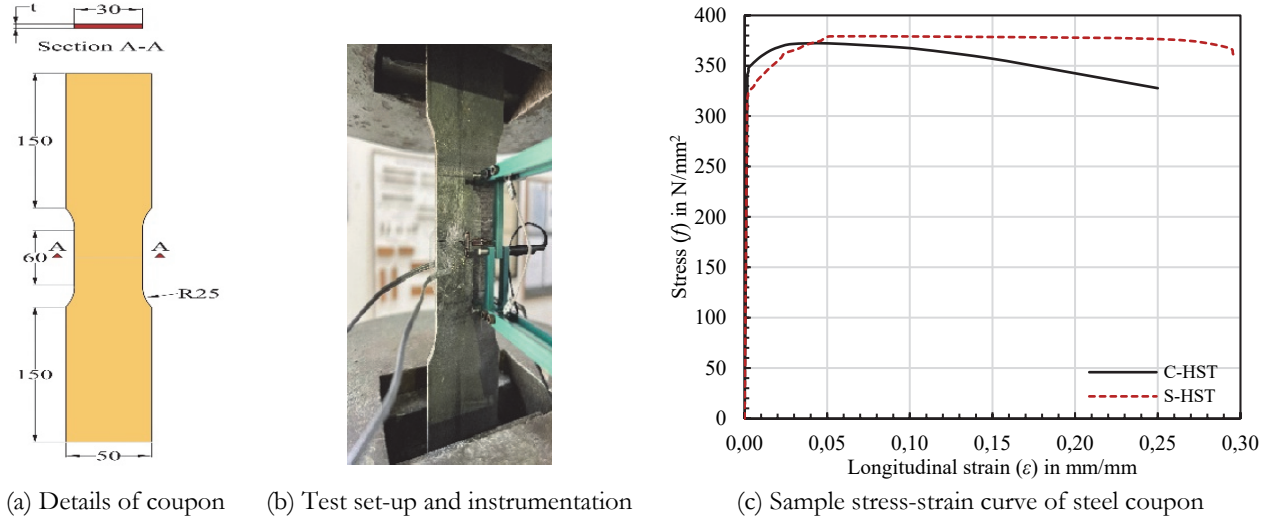 t
30
Section A-A
150
A
A
60
R25
150
50
400
350
300
250
200
150
100
50
0
Stress (f) in N/mm²
C-HST
S-HST
0,00
0,05
0,10
0,15
0,20
0,25
0,30
Longitudinal strain (ε) in mm/mm
(a) Details of coupon
(b) Test set-up and instrumentation
(c) Sample stress-strain curve of steel coupon